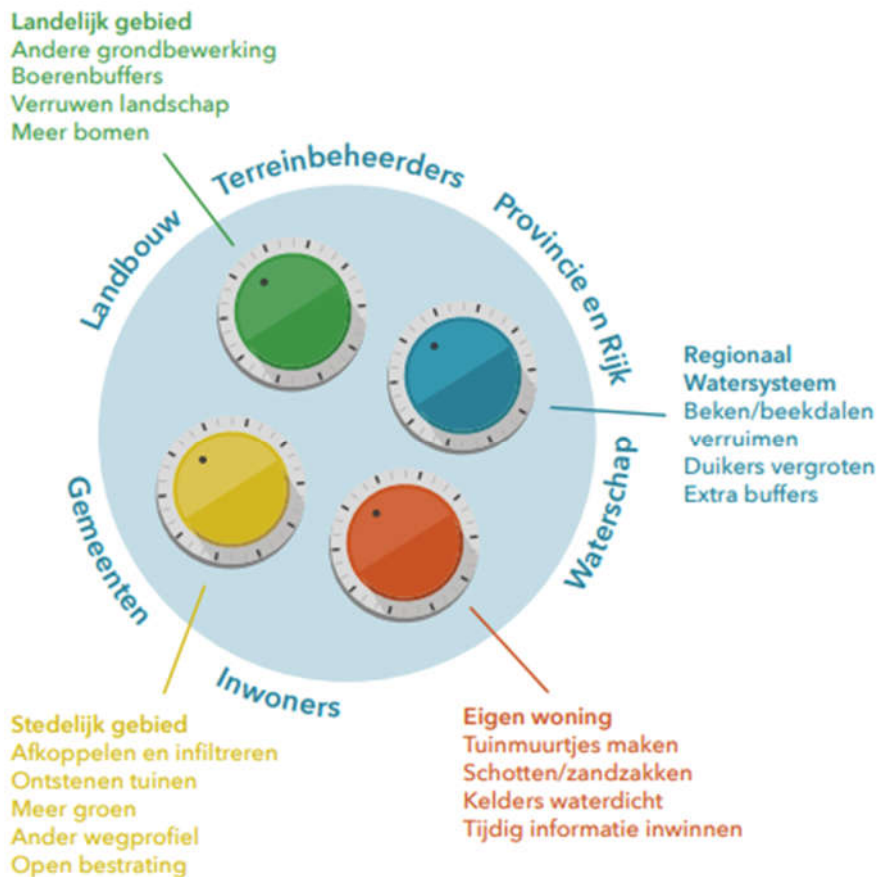 Landelijk gebied
Andere grondbewerking
Boerenbuffers
Verruwen landschap
Meer bomen
Terreinbeheerders
Provincie en Rijk
Landbouw
Regionaal
Watersysteem
Beken/beekdalen
verruimen
Duikers vergroten
Extra buffers
Waterschap
Gemeenten
Inwoners
Stedelijk gebied
Afkoppelen en infiltreren
Ontstenen tuinen
Meer groen
Ander wegprofiel
Open bestrating
Eigen woning
Tuinmuurtjes maken
Schotten/zandzakken
Kelders waterdicht
Tijdig informatie inwinnen